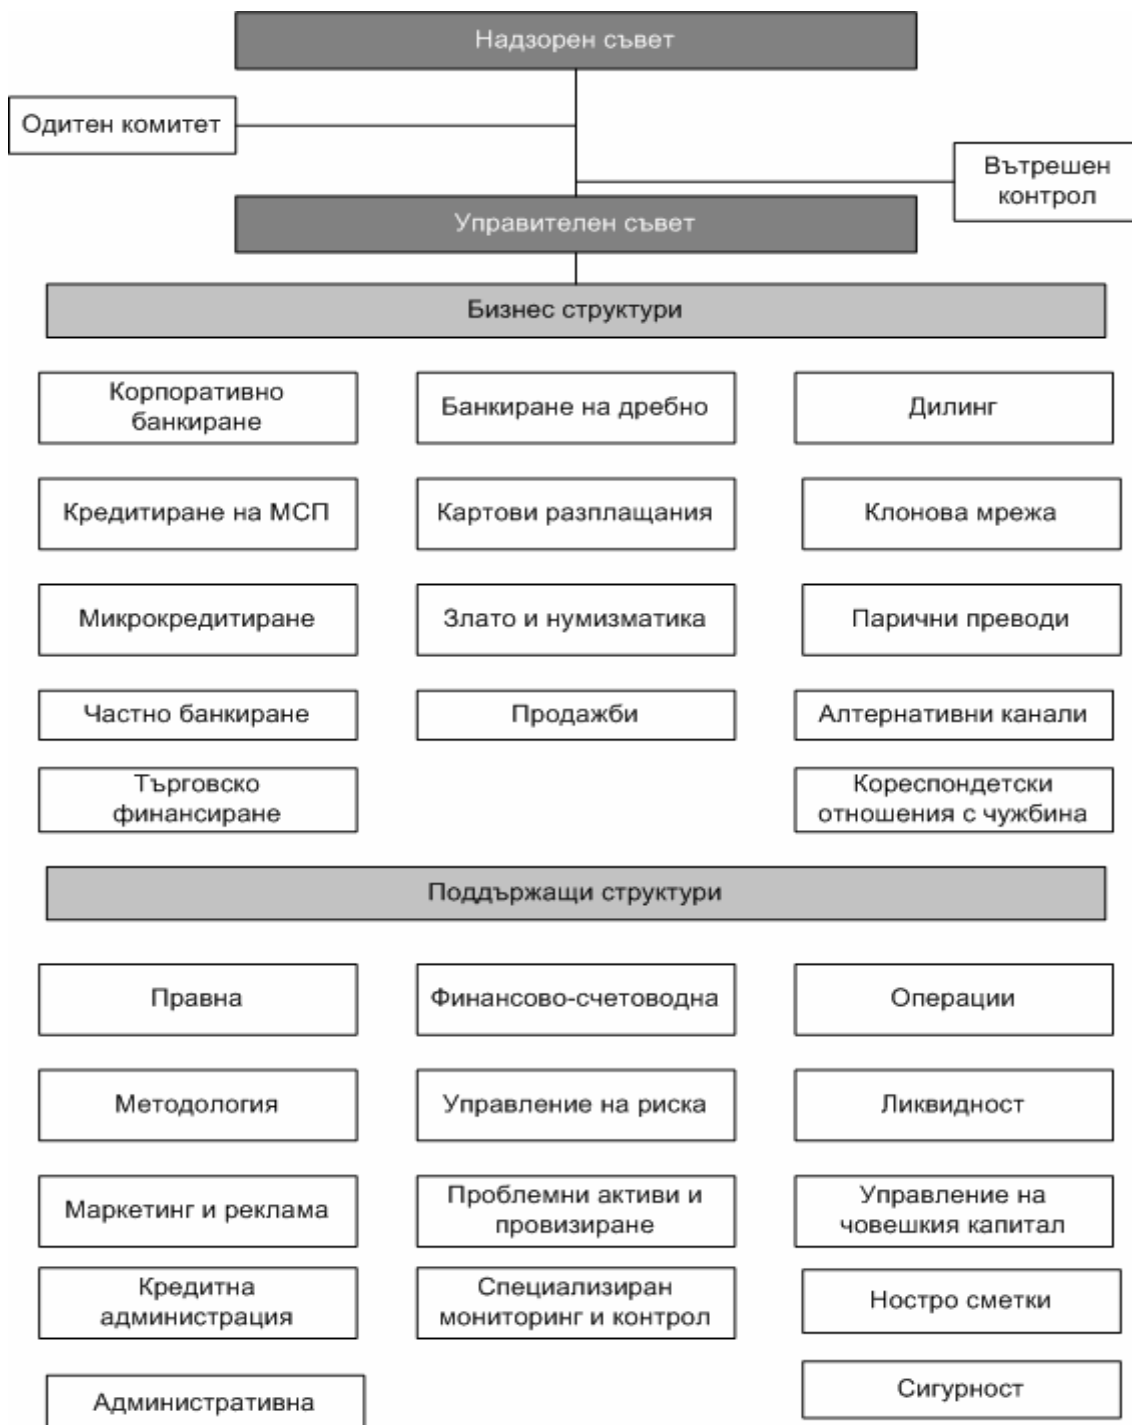 Надзорен съвет
Одитен комитет
Вътрешен
контрол
Управителен съвет
Бизнес структури
Корпоративно
банкиране
Банкиране на дребно
Дилинг
Кредитиране на МСП
Картови разплащания
Клонова мрежа
Микрокредитиране
Злато и нумизматика
Парични преводи
Частно банкиране
Продажби
Алтернативни канали
Търговско
финансиране
Кореспондетски
отношения с чужбина
Поддържащи структури
Правна
Финансово-счетоводна
Операции
Методология
Управление на риска
Ликвидност
Маркетинг и реклама
Проблемни активи и
провизиране
Управление на
човешкия капитал
Кредитна
администрация
Специализиран
мониторинг и контрол
Ностро сметки
Административна
Сигурност